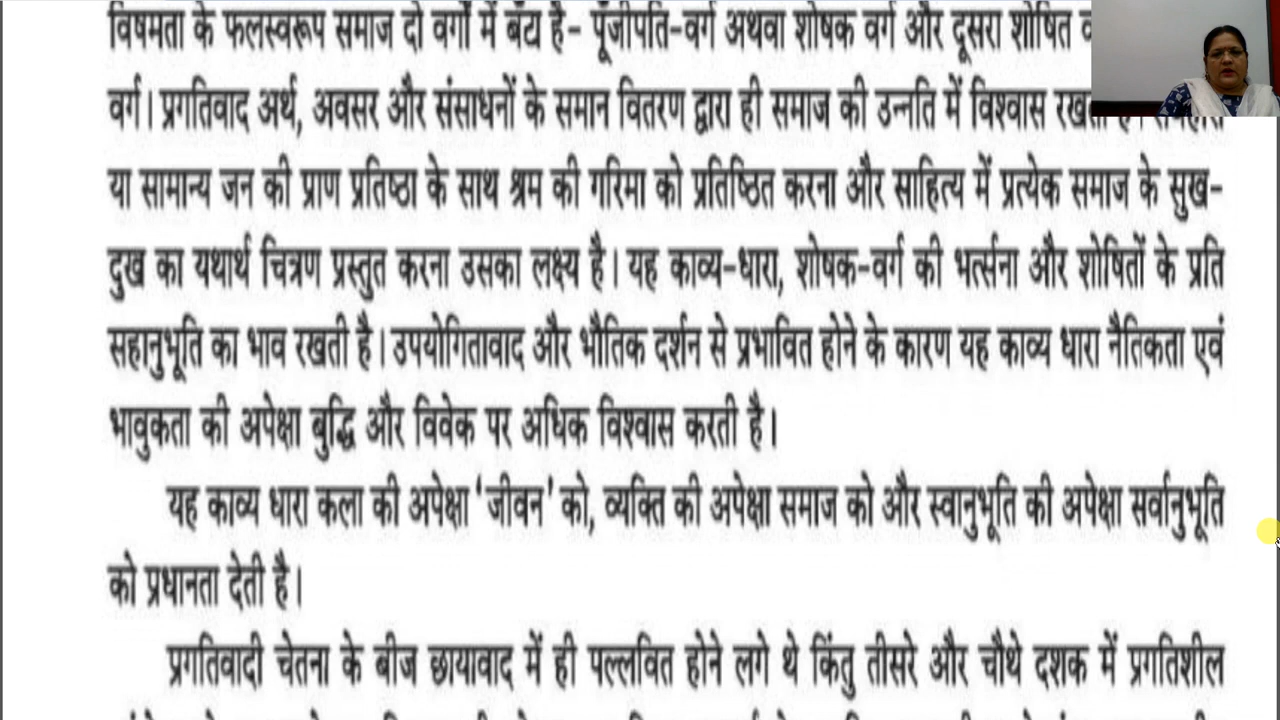 विषमता के फलस्वरूप समाज दो वर्गों में बँटा है- पूँजीपति-वर्ग अथवा शोषक वर्ग और दूसरा शोषित
वर्ग। प्रगतिवाद अर्थ, अवसर और संसाधनों के समान वितरण द्वारा ही समाज की उन्नति में विश्वास रखता है।
या सामान्य जन की प्राण प्रतिष्ठा के साथ श्रम की गरिमा को प्रतिष्ठित करना और साहित्य में प्रत्येक समाज के सुख-
दुख का यथार्थ चित्रण प्रस्तुत करना उसका लक्ष्य है। यह काव्य-धारा, शोषक-वर्ग की भर्त्सना और शोषितों के प्रति
सहानुभूति का भाव रखती है। उपयोगितावाद और भौतिक दर्शन से प्रभावित होने के कारण यह काव्य धारा नैतिकता एवं
भावुकता की अपेक्षा बुद्धि और विवेक पर अधिक विश्वास करती है।
यह काव्य धारा कला की अपेक्षा 'जीवन' को, व्यक्ति की अपेक्षा समाज को और स्वानुभूति की अपेक्षा सर्वानुभूति
को प्रधानता देती है।
प्रगतिवादी चेतना के बीज छायावाद में ही पल्लवित होने लगे थे किंतु तीसरे और चौथे दशक में प्रगतिशील